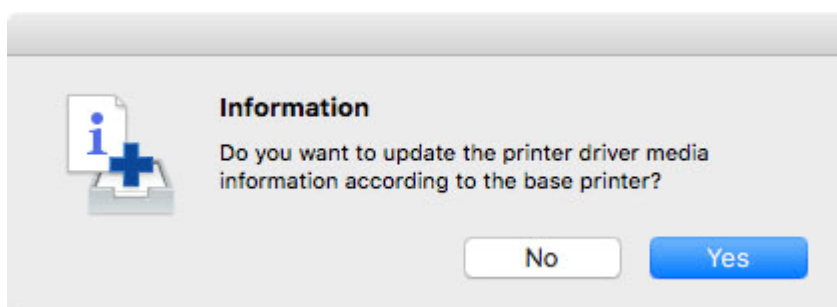 i
Information
Do you want to update the printer driver media
information according to the base printer?
No
Yes